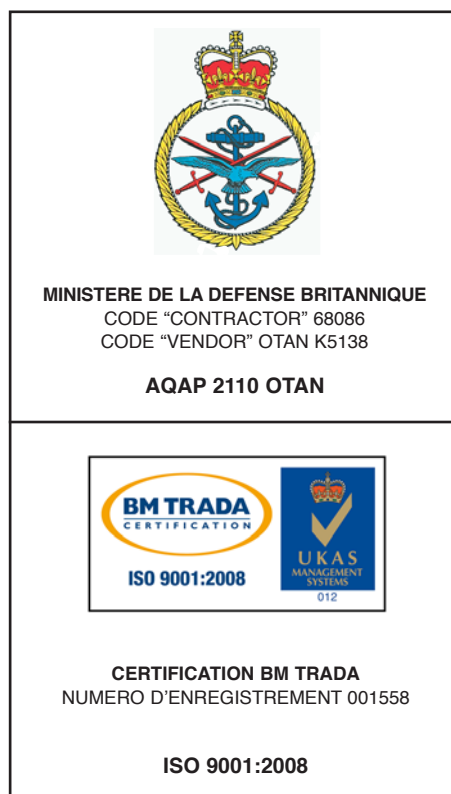 MINISTERE DE LA DEFENSE BRITANNIQUE
CODE “CONTRACTOR” 68086
CODE “VENDOR” OTAN K5138
AQAP 2110 OTAN
BM TRADA
CERTIFICATION
ISO 9001:2008
UKAS
MANAGEMENT
SYSTEMS
012
CERTIFICATION BM TRADA
NUMERO D’ENREGISTREMENT 001558
ISO 9001:2008